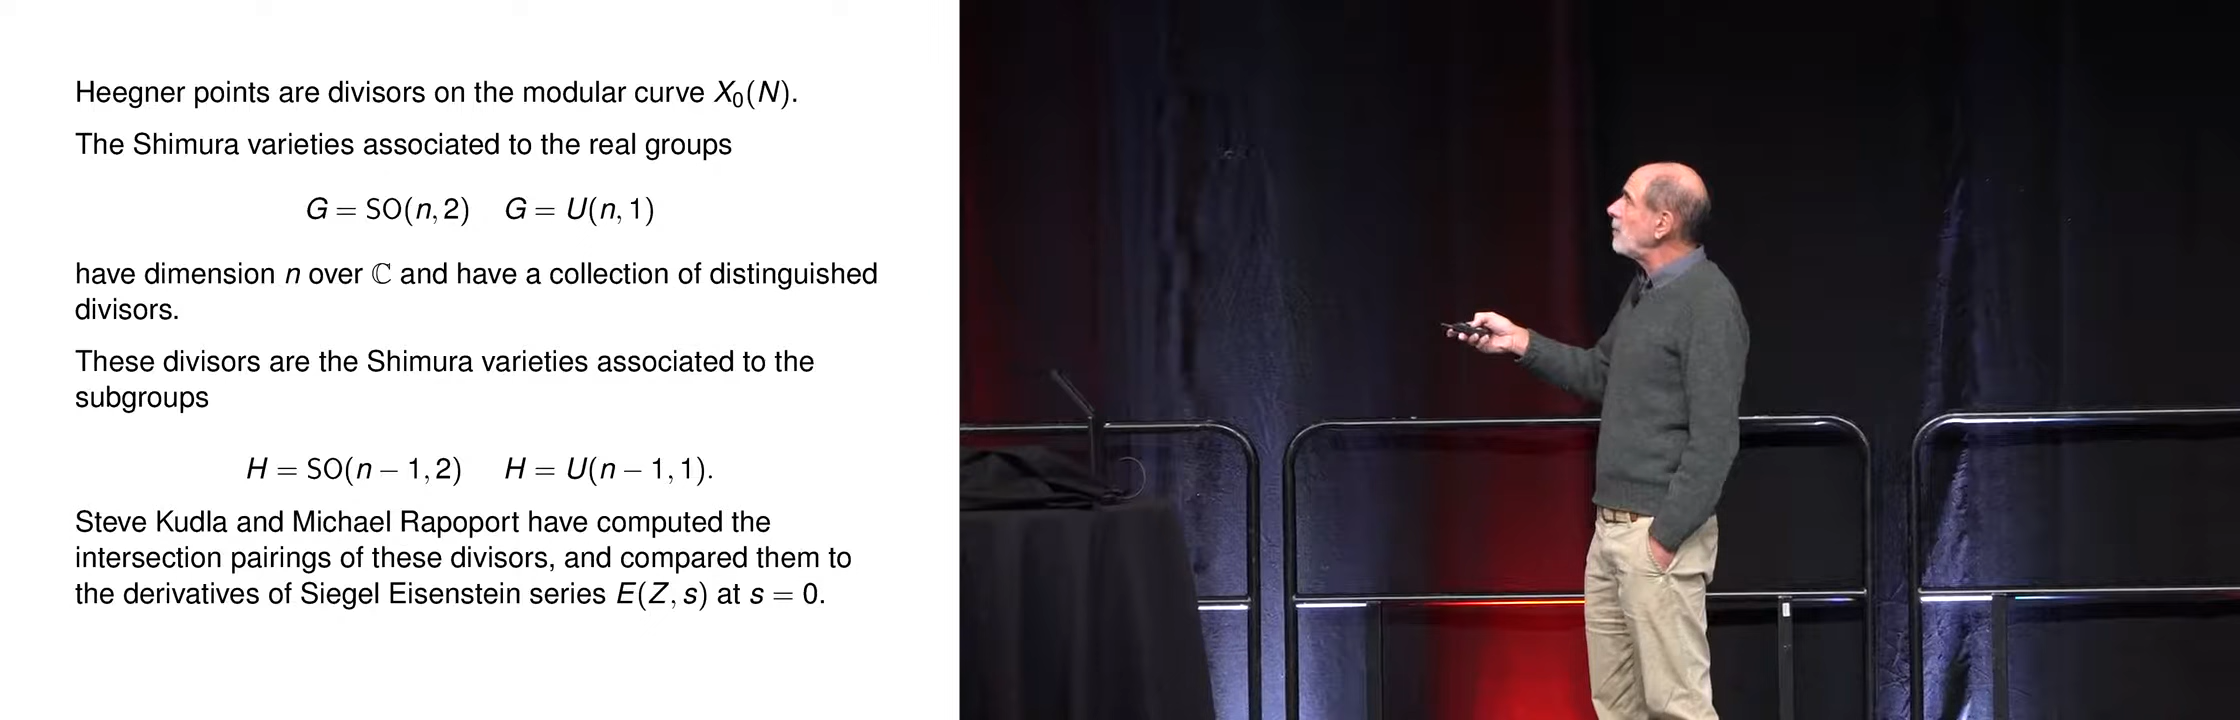 Heegner points are divisors on the modular curve X₀(N).
The Shimura varieties associated to the real groups
G = SO(n, 2)   G = U(n, 1)
have dimension n over ℂ and have a collection of distinguished
divisors.
These divisors are the Shimura varieties associated to the
subgroups
H = SO(n − 1, 2)   H = U(n − 1, 1).
Steve Kudla and Michael Rapoport have computed the
intersection pairings of these divisors, and compared them to
the derivatives of Siegel Eisenstein series E(Z, s) at s = 0.